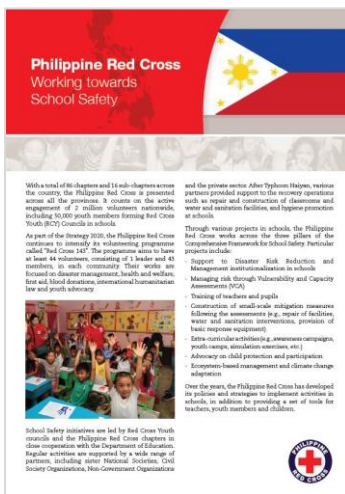 Philippine Red Cross
Working towards
School Safety
With a total of 86 chapters and 16 sub-chapters across
the country, the Philippine Red Cross is presented
across all the provinces. It counts on the active
engagement of 2 million volunteers nationwide,
including 50,000 youth members forming Red Cross
Youth (RCY) Councils in schools.
As part of the Strategy 2020, the Philippine Red Cross
continues to intensify its volunteering programme
called "Red Cross 143". The programme aims to have
at least 44 volunteers, consisting of 1 leader and 43
members, in each community. Their works are
focused on disaster management, health and welfare,
first aid, blood donations, international humanitarian
law and youth advocacy.
School Safety initiatives are led by Red Cross Youth
councils and the Philippine Red Cross chapters in
close cooperation with the Department of Education.
Regular activities are supported by a wide range of
partners, including sister National Societies, Civil
Society Organizations, Non-Government Organizations
and the private sector. After Typhoon Haiyan, various
partners provided support to the recovery operations
such as repair and construction of classrooms and
water and sanitation facilities, and hygiene promotion
at schools.
Through various projects in schools, the Philippine
Red Cross works across the three pillars of the
Comprehensive Framework for School Safety. Particular
projects include:
- Support to Disaster Risk Reduction and
Management institutionalization in schools
- Managing risk through Vulnerability and Capacity
Assessments (VCA)
- Training of teachers and pupils
- Construction of small-scale mitigation measures
following the assessments (e.g., repair of facilities,
water and sanitation interventions, provision of
basic response equipment)
- Extra-curricular activities (e.g., awareness campaigns,
youth camps, simulation exercises, etc.)
- Advocacy on child protection and participation
- Ecosystem-based management and climate change
adaptation
Over the years, the Philippine Red Cross has developed
its policies and strategies to implement activities in
schools, in addition to providing a set of tools for
teachers, youth members and children.
PHILIPPINE
RED CROSS